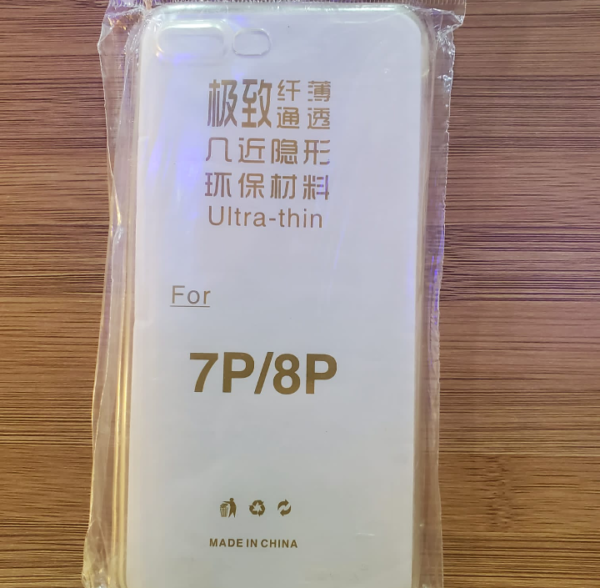 极致纤薄
通透
几近隐形
环保材料
Ultra-thin
For
7P/8P
MADE IN CHINA